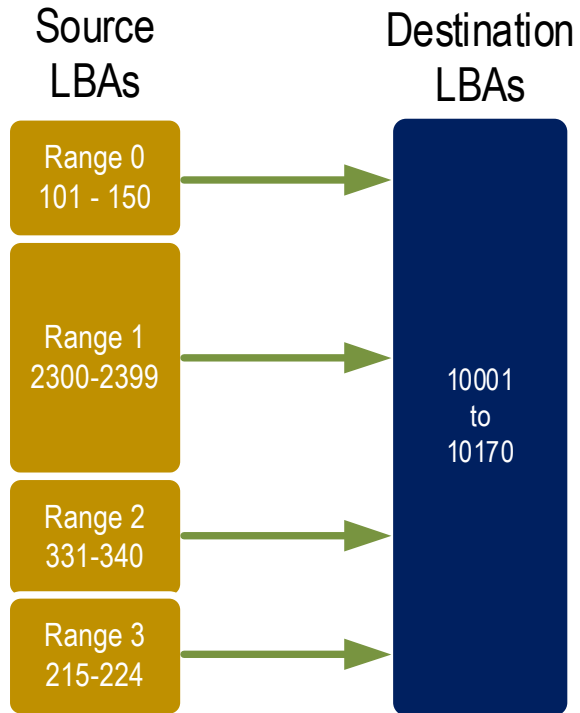 Source
LBAs
Destination
LBAs
Range 0
101 - 150
Range 1
2300-2399
Range 2
331-340
Range 3
215-224
10001
to
10170